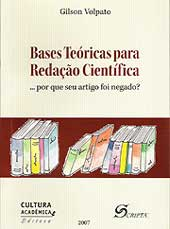 Gilson Volpato
Bases Teóricas para
Redação Científica
... por que seu artigo foi negado?
CULTURA
ACADÊMICA
Editora
2007
SCRIPTA